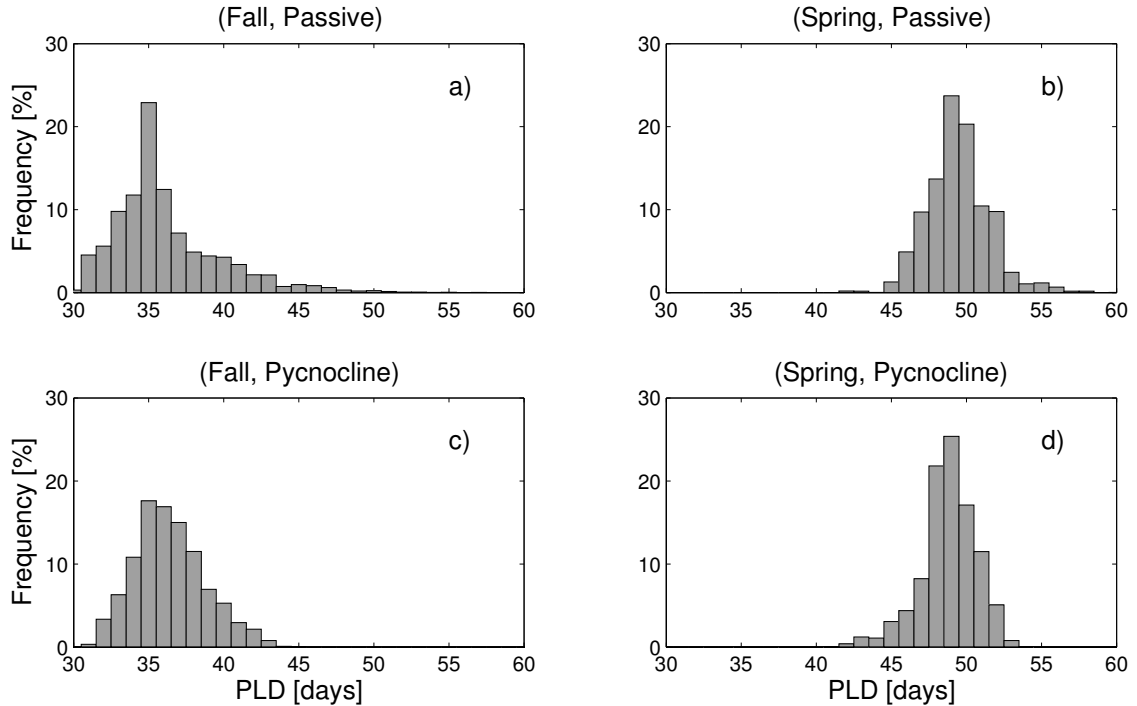 (Fall, Passive)
(Spring, Passive)
30
20
10
0
Frequency [%]
a)
30 35 40 45 50 55 60
30
20
10
0
b)
30 35 40 45 50 55 60
(Fall, Pycnocline)
(Spring, Pycnocline)
30
20
10
0
Frequency [%]
c)
30 35 40 45 50 55 60
PLD [days]
30
20
10
0
d)
30 35 40 45 50 55 60
PLD [days]